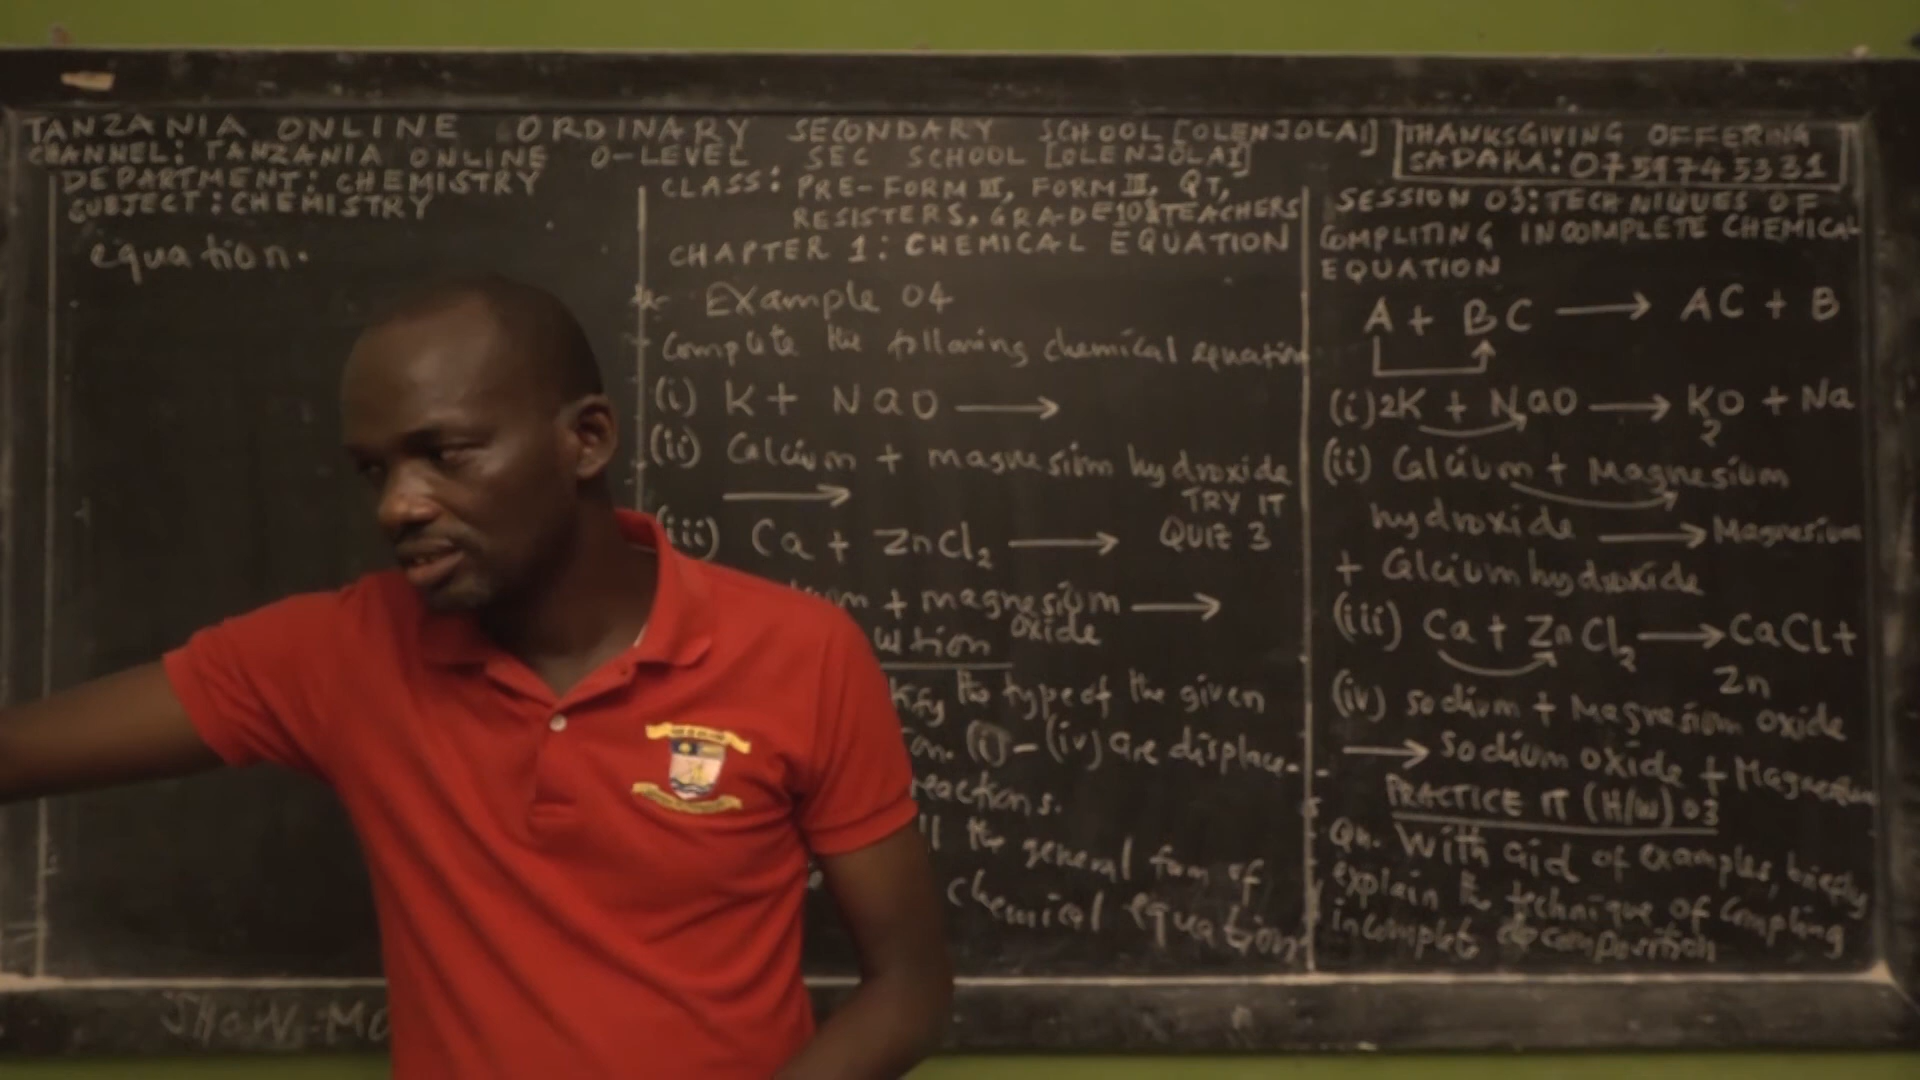 TANZANIA ONLINE ORDINARY SECONDARY SCHOOL [OLENJOLAI]
CHANNEL: TANZANIA ONLINE O-LEVEL SEC SCHOOL [OLENJOLAI]
DEPARTMENT: CHEMISTRY
SUBJECT: CHEMISTRY
equation.
CLASS: PRE-FORM III, FORM III, QT,
RESISTERS, GRADE 10 & TEACHERS
CHAPTER 1: CHEMICAL EQUATION
* Example 04
Complete the following chemical equation
(i) K + NaO →
(ii) Calcium + magnesium hydroxide
→
TRY IT
(iii) Ca + ZnCl2 → QUIZ 3
+ magnesium →
oxide
the type of the given
(i) - (iv) are displace-
reactions.
the general form of
chemical equation
THANKSGIVING OFFERING
SADAKA: 0759745331
SESSION 03: TECHNIQUES OF
COMPLITING INCOMPLETE CHEMICAL
EQUATION
A + BC → AC + B
(i) 2K + NaO → K2O + Na
(ii) Calcium + Magnesium
hydroxide → Magnesium
+ Calcium hydroxide
(iii) Ca + ZnCl2 → CaCl +
Zn
(iv) sodium + Magnesium oxide
→ sodium oxide + Magnesium
PRACTICE IT (H/W) 03
Qn. With aid of examples, briefly
explain the technique of compliting
incomplete decomposition
SHOW